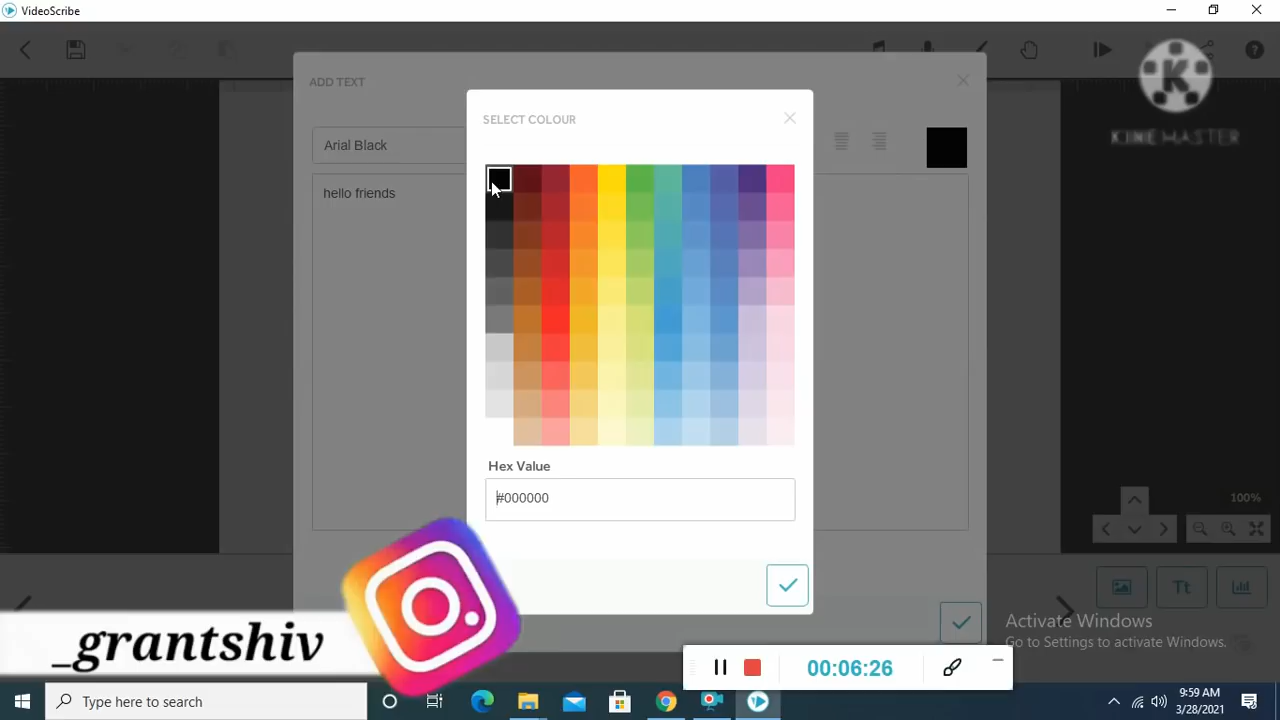 VideoScribe
ADD TEXT
SELECT COLOUR
KINEMASTER
Arial Black
hello friends
Hex Value
#000000
100%
Tt
Activate Windows
Go to Settings to activate Windows.
_grantshiv
00:06:26
Type here to search
9:59 AM
3/28/2021